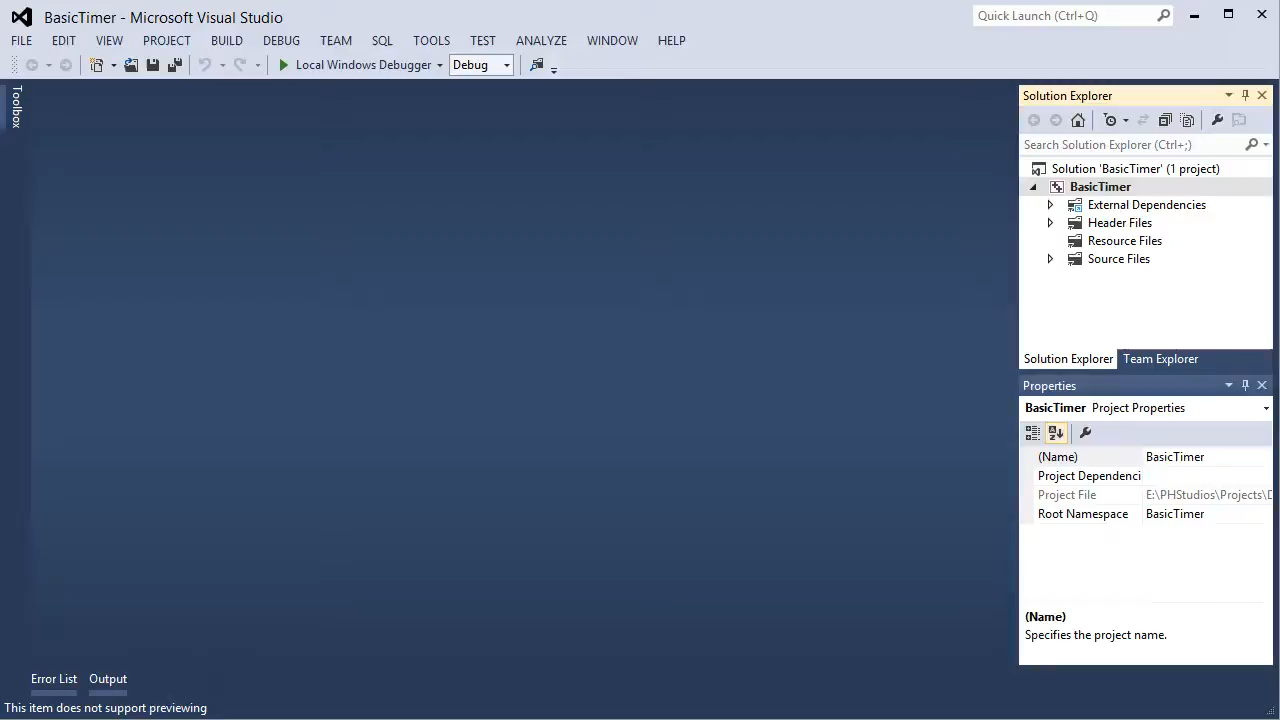 BasicTimer - Microsoft Visual Studio
Quick Launch (Ctrl+Q)
FILE EDIT VIEW PROJECT BUILD DEBUG TEAM SQL TOOLS TEST ANALYZE WINDOW HELP
Local Windows Debugger Debug
Toolbox
Solution Explorer
Search Solution Explorer (Ctrl+;)
Solution 'BasicTimer' (1 project)
BasicTimer
External Dependencies
Header Files
Resource Files
Source Files
Solution Explorer Team Explorer
Properties
BasicTimer Project Properties
(Name) BasicTimer
Project Dependenci
Project File E:\PHStudios\Projects\D
Root Namespace BasicTimer
(Name)
Specifies the project name.
Error List Output
This item does not support previewing